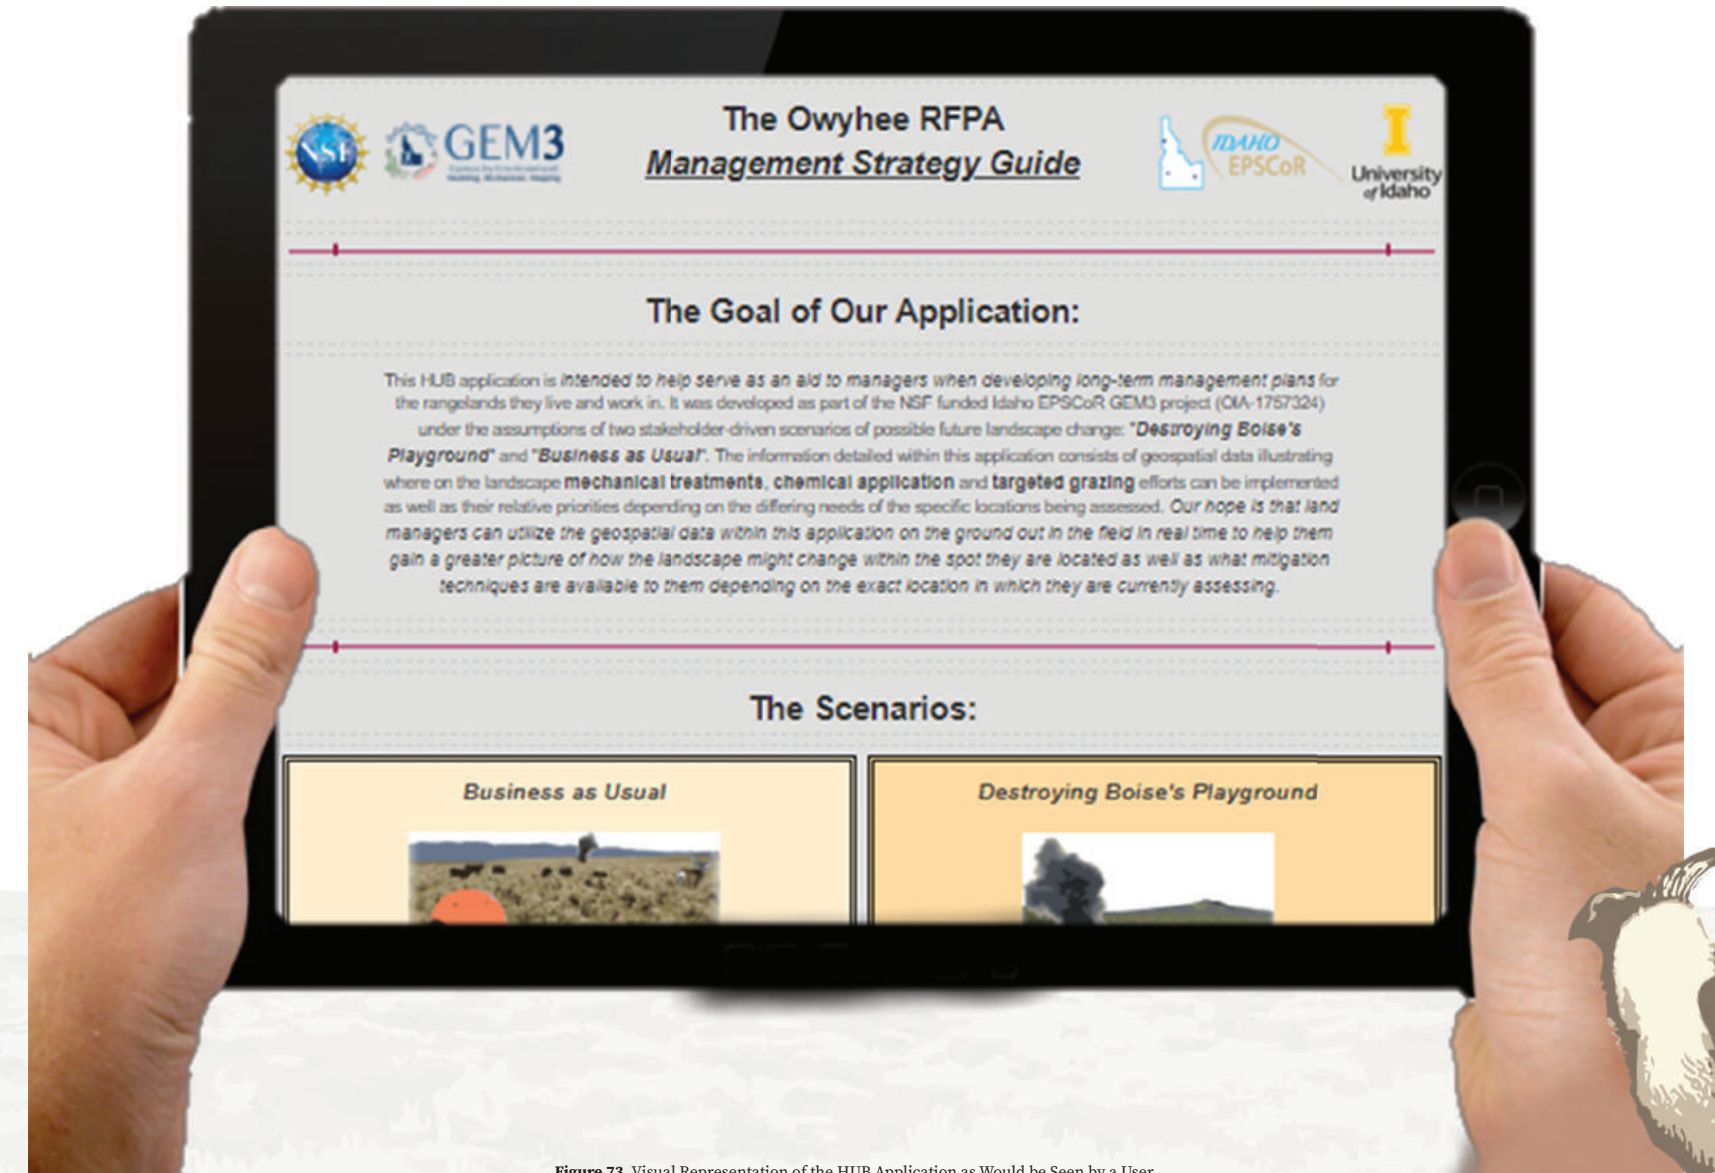 The Owyhee RFPA
Management Strategy Guide
NSF
GEM3
IDAHO
EPSCoR
I
University
of Idaho
The Goal of Our Application:
This HUB application is intended to help serve as an aid to managers when developing long-term management plans for
the rangelands they live and work in. It was developed as part of the NSF funded Idaho EPSCoR GEM3 project (OIA-1757324)
under the assumptions of two stakeholder-driven scenarios of possible future landscape change: "Destroying Boise's
Playground" and "Business as Usual". The information detailed within this application consists of geospatial data illustrating
where on the landscape mechanical treatments, chemical application and targeted grazing efforts can be implemented
as well as their relative priorities depending on the differing needs of the specific locations being assessed. Our hope is that land
managers can utilize the geospatial data within this application on the ground out in the field in real time to help them
gain a greater picture of how the landscape might change within the spot they are located as well as what mitigation
techniques are available to them depending on the exact location in which they are currently assessing.
The Scenarios:
Business as Usual
Destroying Boise's Playground
Figure 73. Visual Representation of the HUB Application as Would be Seen by a User